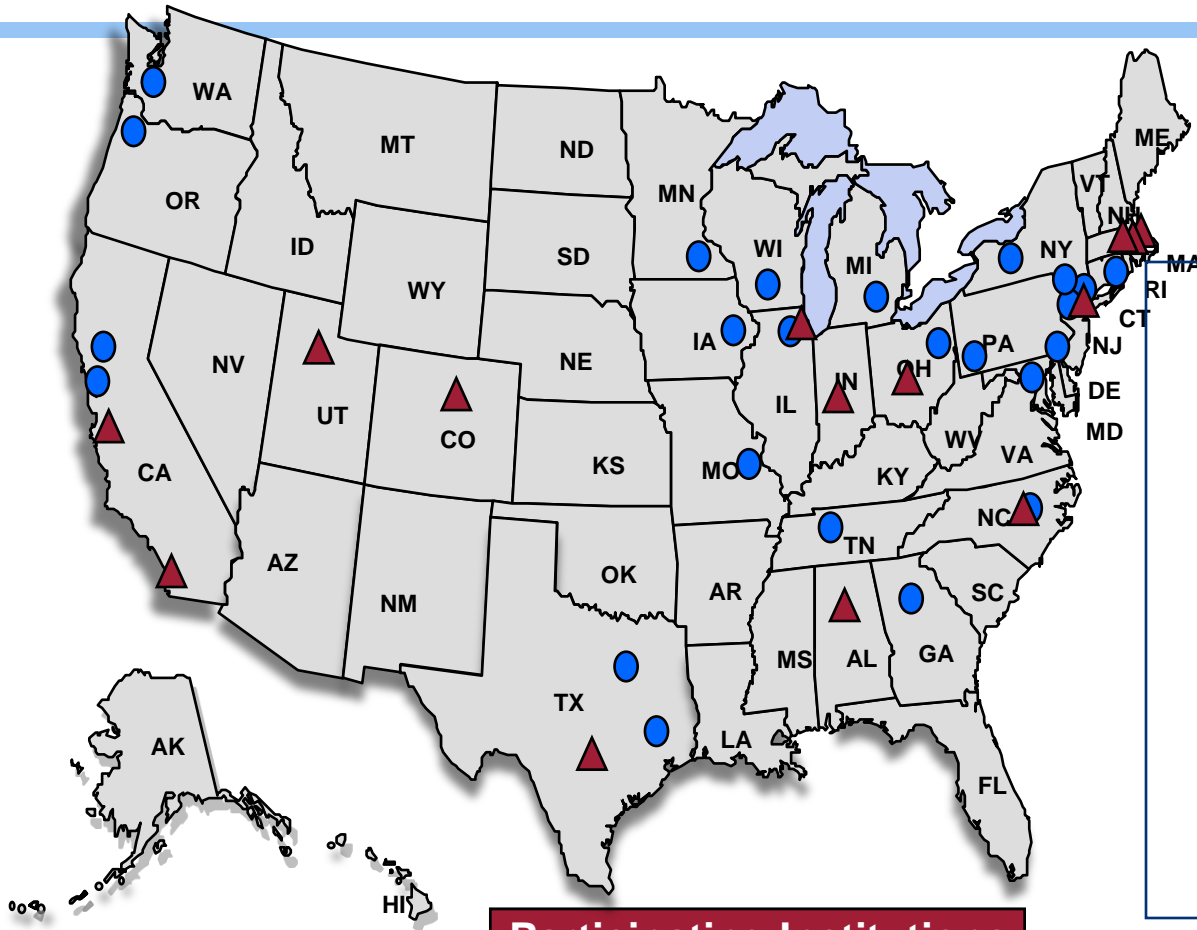 WA
ME
MT
ND
VT
MN
OR
NH
ID
WI
NY
SD
MI
MA
WY
RI
CT
IA
PA
NJ
NV
NE
OH
IN
DE
UT
IL
CO
MD
WV
VA
CA
KS
MO
KY
NC
TN
AZ
OK
AR
SC
NM
MS
AL
GA
TX
LA
AK
FL
HI
Participating Institutions